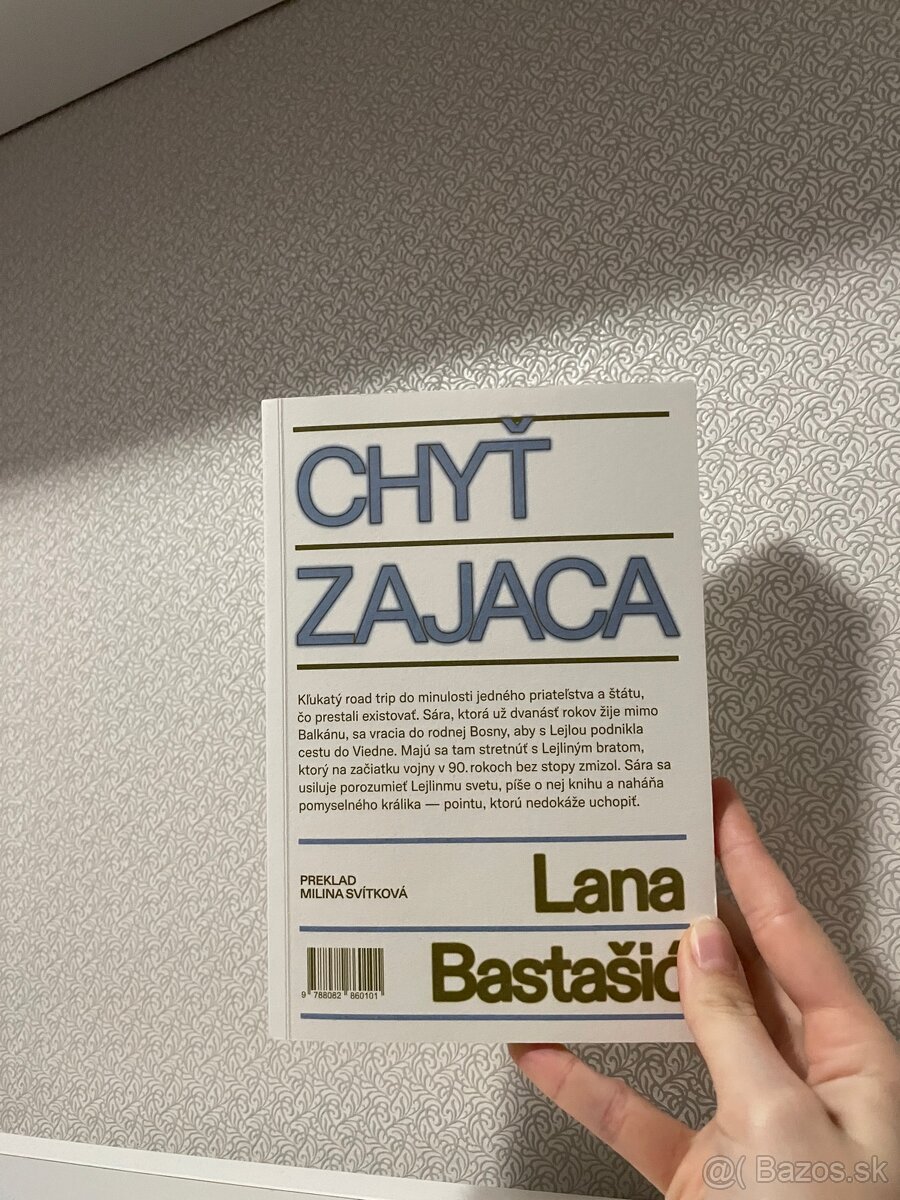 CHYŤ
ZAJACA
Kľukatý road trip do minulosti jedného priateľstva a štátu,
čo prestali existovať. Sára, ktorá už dvanásť rokov žije mimo
Balkánu, sa vracia do rodnej Bosny, aby s Lejlou podnikla
cestu do Viedne. Majú sa tam stretnúť s Lejliným bratom,
ktorý na začiatku vojny v 90. rokoch bez stopy zmizol. Sára sa
usiluje porozumieť Lejlinmu svetu, píše o nej knihu a naháňa
pomyselného králika — pointu, ktorú nedokáže uchopiť.
PREKLAD
MILINA SVÍTKOVÁ
Lana
Bastašić
9 788082 860101
@( Bazos.sk